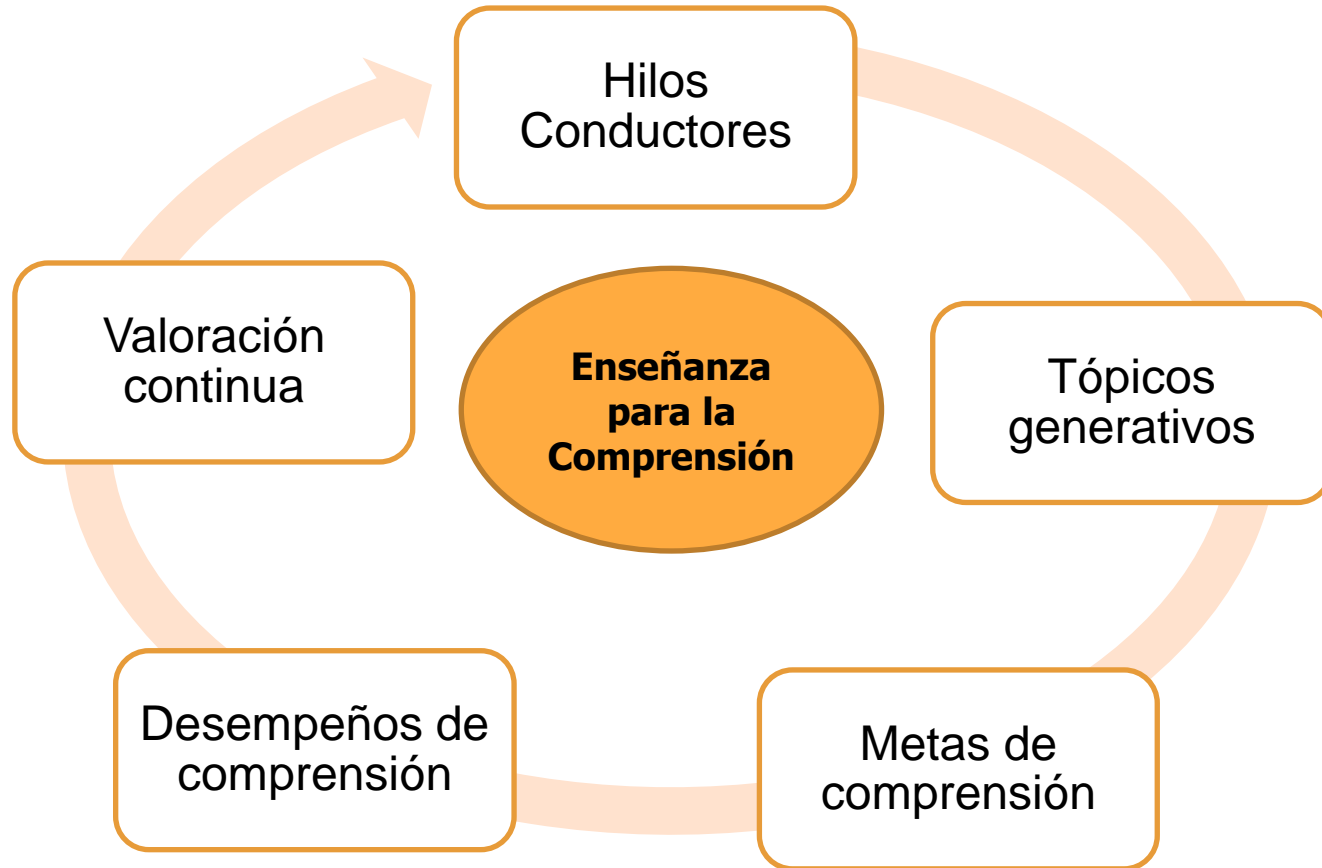 Hilos
Conductores
Tópicos
generativos
Metas de
comprensión
Desempeños de
comprensión
Valoración
continua
Enseñanza
para la
Comprensión